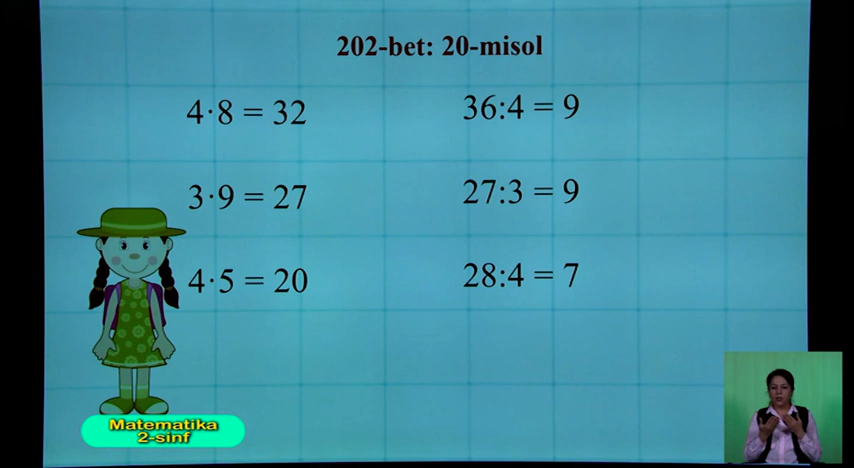 202-bet: 20-misol
4·8 = 32
36:4 = 9
3·9 = 27
27:3 = 9
4·5 = 20
28:4 = 7
Matematika
2-sinf